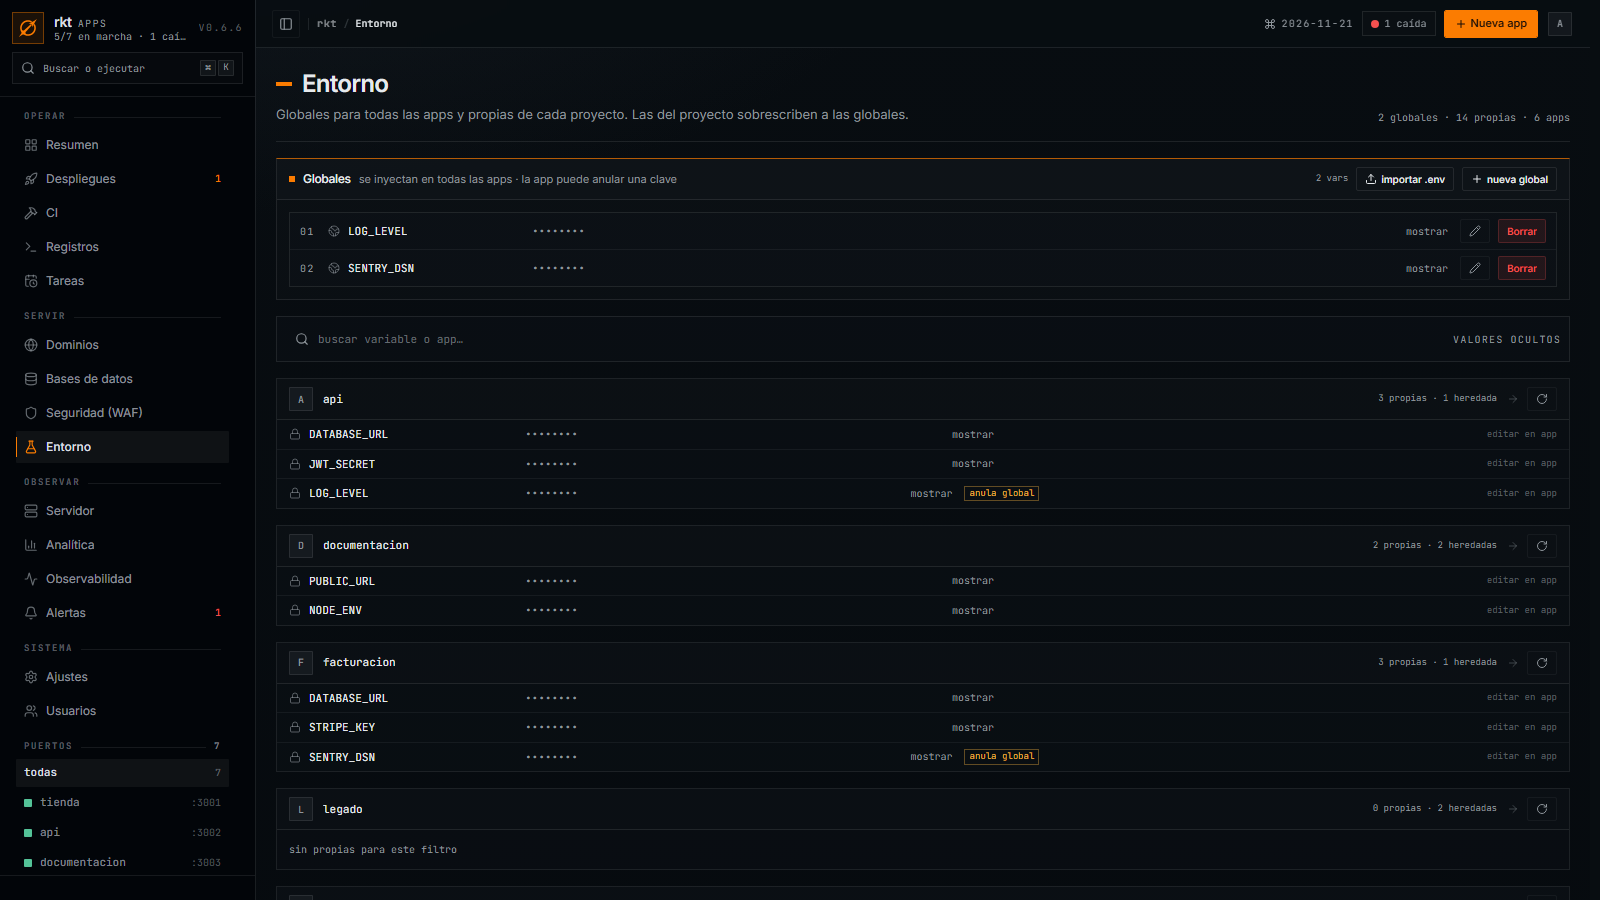 rkt APPS
V0.6.6
5/7 en marcha · 1 caí…
Buscar o ejecutar ⌘ K
OPERAR
Resumen
Despliegues 1
CI
Registros
Tareas
SERVIR
Dominios
Bases de datos
Seguridad (WAF)
Entorno
OBSERVAR
Servidor
Analítica
Observabilidad
Alertas 1
SISTEMA
Ajustes
Usuarios
PUERTOS 7
todas 7
tienda :3001
api :3002
documentacion :3003
rkt / Entorno
⌘ 2026-11-21
1 caída
+ Nueva app
A
Entorno
Globales para todas las apps y propias de cada proyecto. Las del proyecto sobrescriben a las globales.
2 globales · 14 propias · 6 apps
Globales se inyectan en todas las apps · la app puede anular una clave
2 vars
importar .env
+ nueva global
01 LOG_LEVEL •••••••• mostrar Borrar
02 SENTRY_DSN •••••••• mostrar Borrar
buscar variable o app…
VALORES OCULTOS
A api 3 propias · 1 heredada →
DATABASE_URL •••••••• mostrar editar en app
JWT_SECRET •••••••• mostrar editar en app
LOG_LEVEL •••••••• mostrar anula global editar en app
D documentacion 2 propias · 2 heredadas →
PUBLIC_URL •••••••• mostrar editar en app
NODE_ENV •••••••• mostrar editar en app
F facturacion 3 propias · 1 heredada →
DATABASE_URL •••••••• mostrar editar en app
STRIPE_KEY •••••••• mostrar editar en app
SENTRY_DSN •••••••• mostrar anula global editar en app
L legado 0 propias · 2 heredadas →
sin propias para este filtro